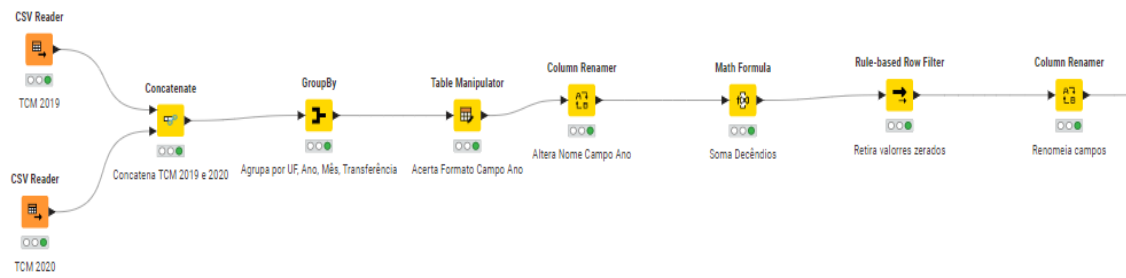 CSV Reader
TCM 2019
Concatenate
Concatena TCM 2019 e 2020
CSV Reader
TCM 2020
GroupBy
Agrupa por UF, Ano, Mês, Transferência
Table Manipulator
Acerta Formato Campo Ano
Column Renamer
Altera Nome Campo Ano
Math Formula
f(x)
Soma Decêndios
Rule-based Row Filter
Retira valorres zerados
Column Renamer
Renomeia campos